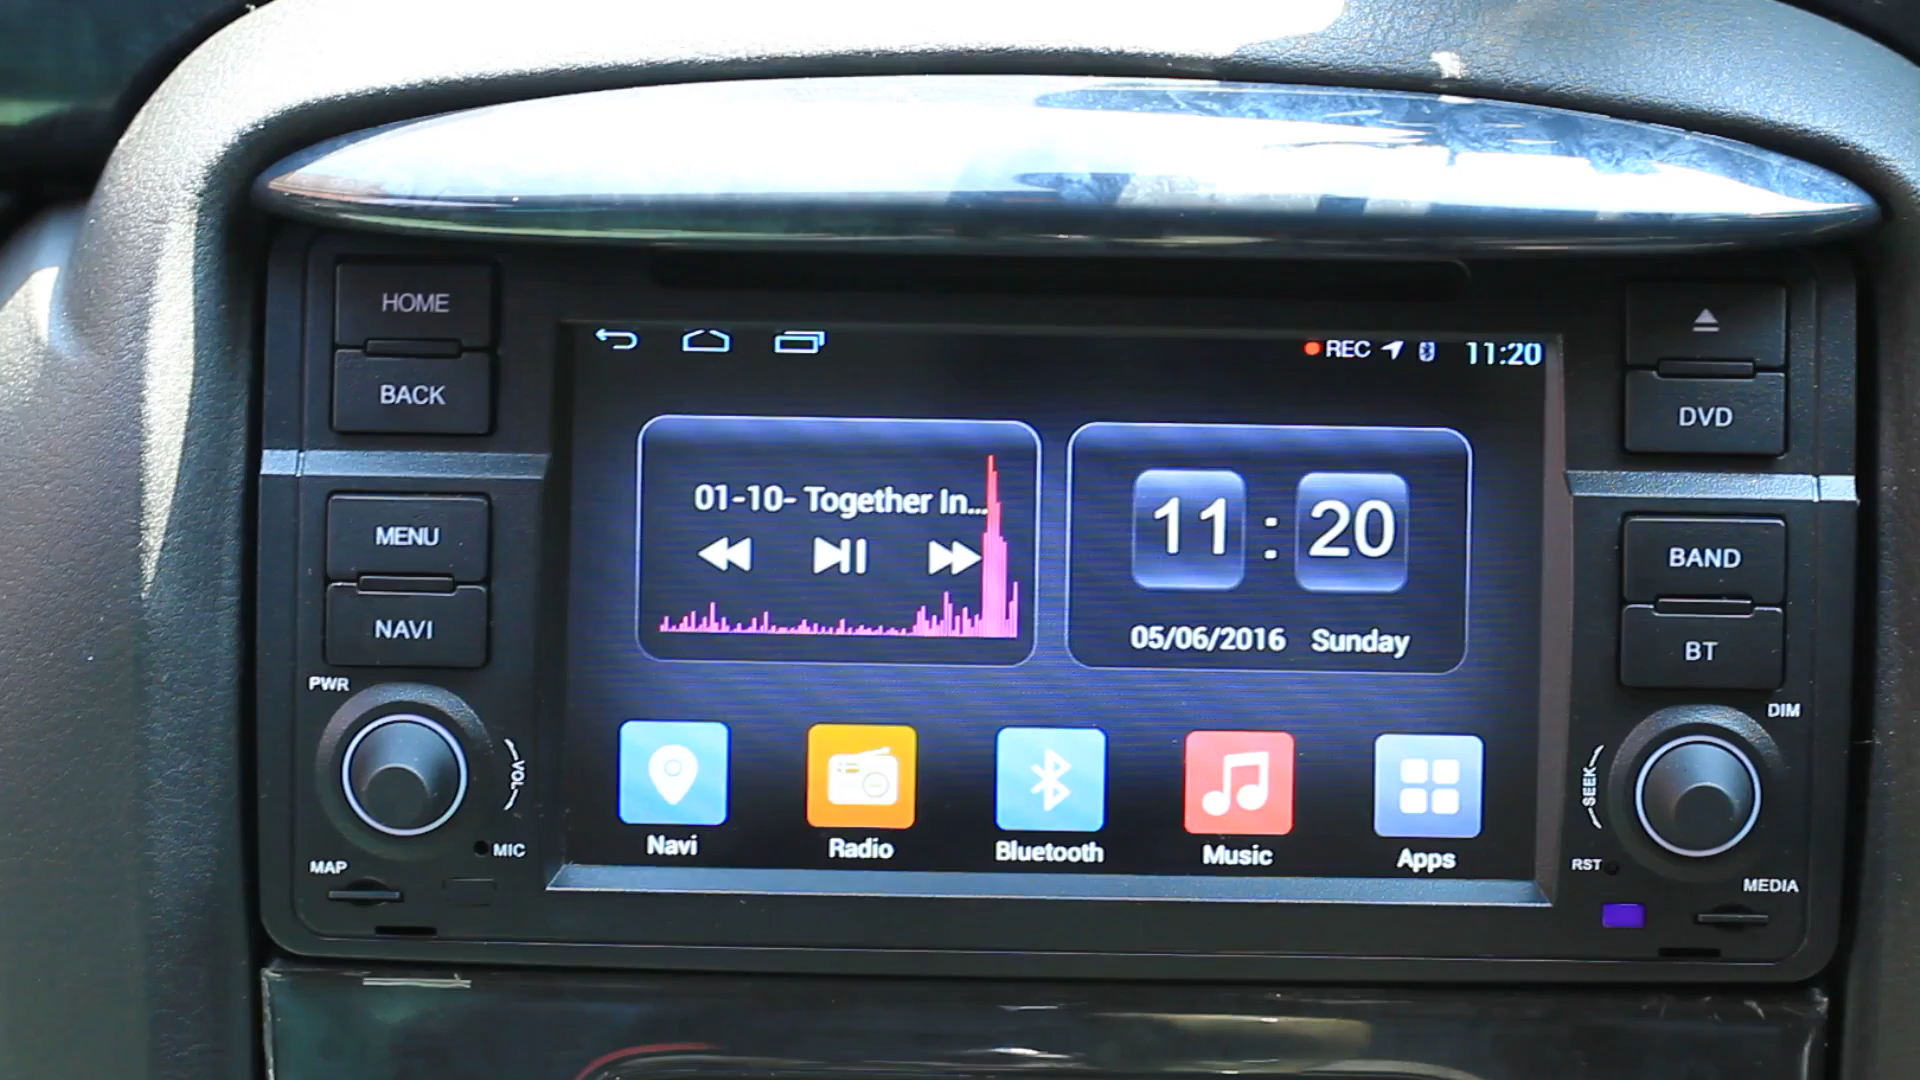 HOME
BACK
MENU
NAVI
PWR
VOL
MIC
MAP
REC 11:20
01-10- Together In...
11 : 20
05/06/2016 Sunday
Navi
Radio
Bluetooth
Music
Apps
DVD
BAND
BT
DIM
SEEK
RST
MEDIA